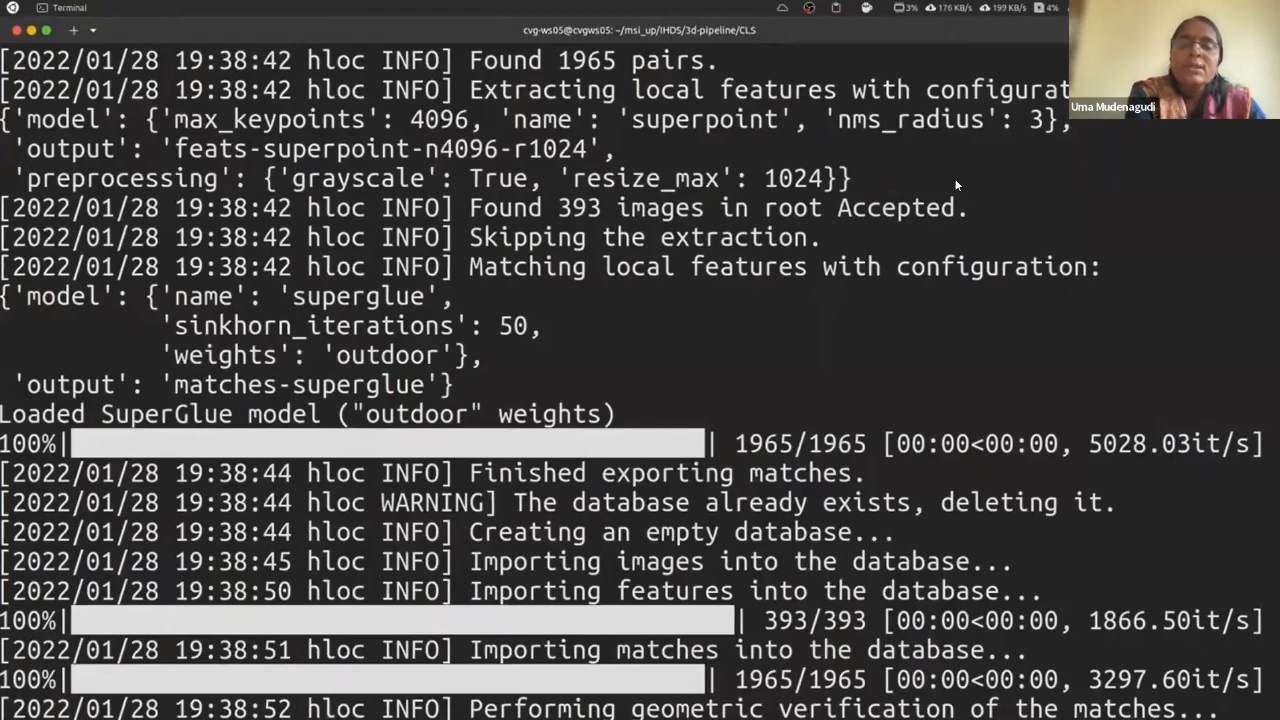 Terminal
3% 176 KB/s 199 KB/s 4%
cvg-ws05@cvgws05: ~/msi_up/IHDS/3d-pipeline/CLS
[2022/01/28 19:38:42 hloc INFO] Found 1965 pairs.
[2022/01/28 19:38:42 hloc INFO] Extracting local features with configurat
{'model': {'max_keypoints': 4096, 'name': 'superpoint', 'nms_radius': 3},
Uma Mudenagudi
'output': 'feats-superpoint-n4096-r1024',
'preprocessing': {'grayscale': True, 'resize_max': 1024}}
[2022/01/28 19:38:42 hloc INFO] Found 393 images in root Accepted.
[2022/01/28 19:38:42 hloc INFO] Skipping the extraction.
[2022/01/28 19:38:42 hloc INFO] Matching local features with configuration:
{'model': {'name': 'superglue',
'sinkhorn_iterations': 50,
'weights': 'outdoor'},
'output': 'matches-superglue'}
Loaded SuperGlue model ("outdoor" weights)
100%| | 1965/1965 [00:00<00:00, 5028.03it/s]
[2022/01/28 19:38:44 hloc INFO] Finished exporting matches.
[2022/01/28 19:38:44 hloc WARNING] The database already exists, deleting it.
[2022/01/28 19:38:44 hloc INFO] Creating an empty database...
[2022/01/28 19:38:45 hloc INFO] Importing images into the database...
[2022/01/28 19:38:50 hloc INFO] Importing features into the database...
100%| | 393/393 [00:00<00:00, 1866.50it/s]
[2022/01/28 19:38:51 hloc INFO] Importing matches into the database...
100%| | 1965/1965 [00:00<00:00, 3297.60it/s]
[2022/01/28 19:38:52 hloc INFO] Performing geometric verification of the matches...